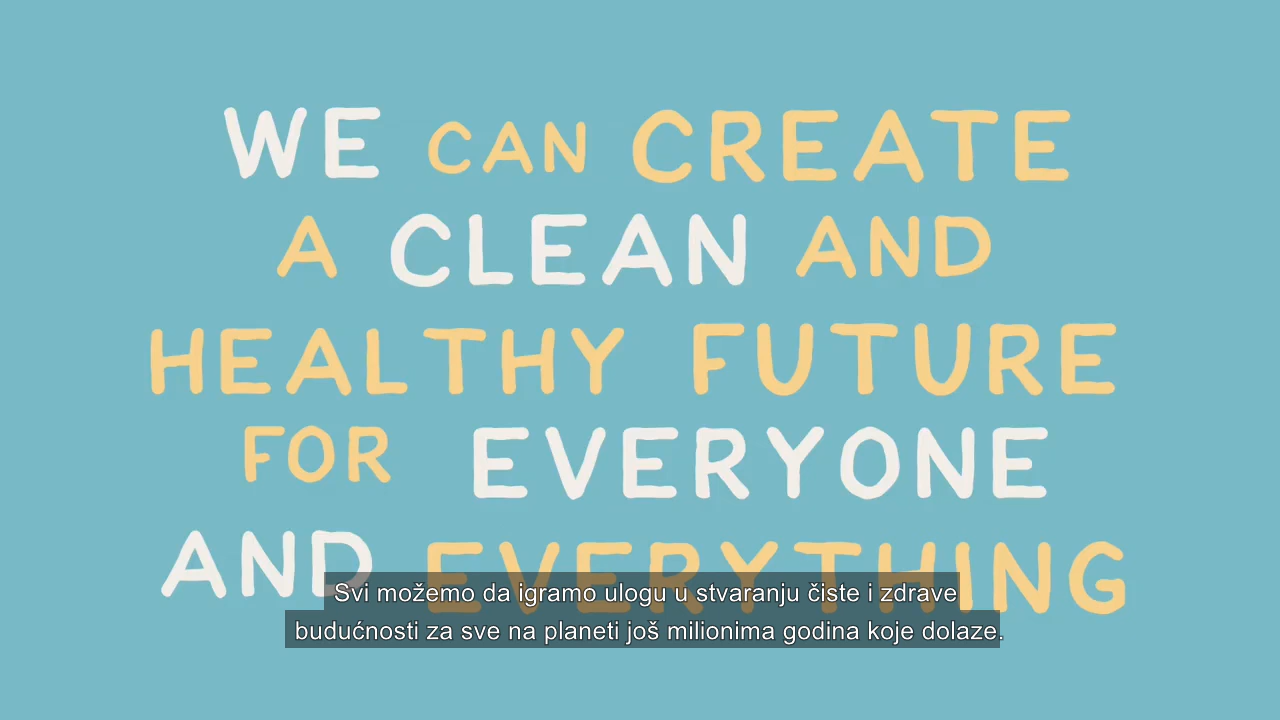 WE CAN CREATE
A CLEAN AND
HEALTHY FUTURE
FOR EVERYONE
AND EVERYTHING
Svi možemo da igramo ulogu u stvaranju čiste i zdrave
budućnosti za sve na planeti još milionima godina koje dolaze.